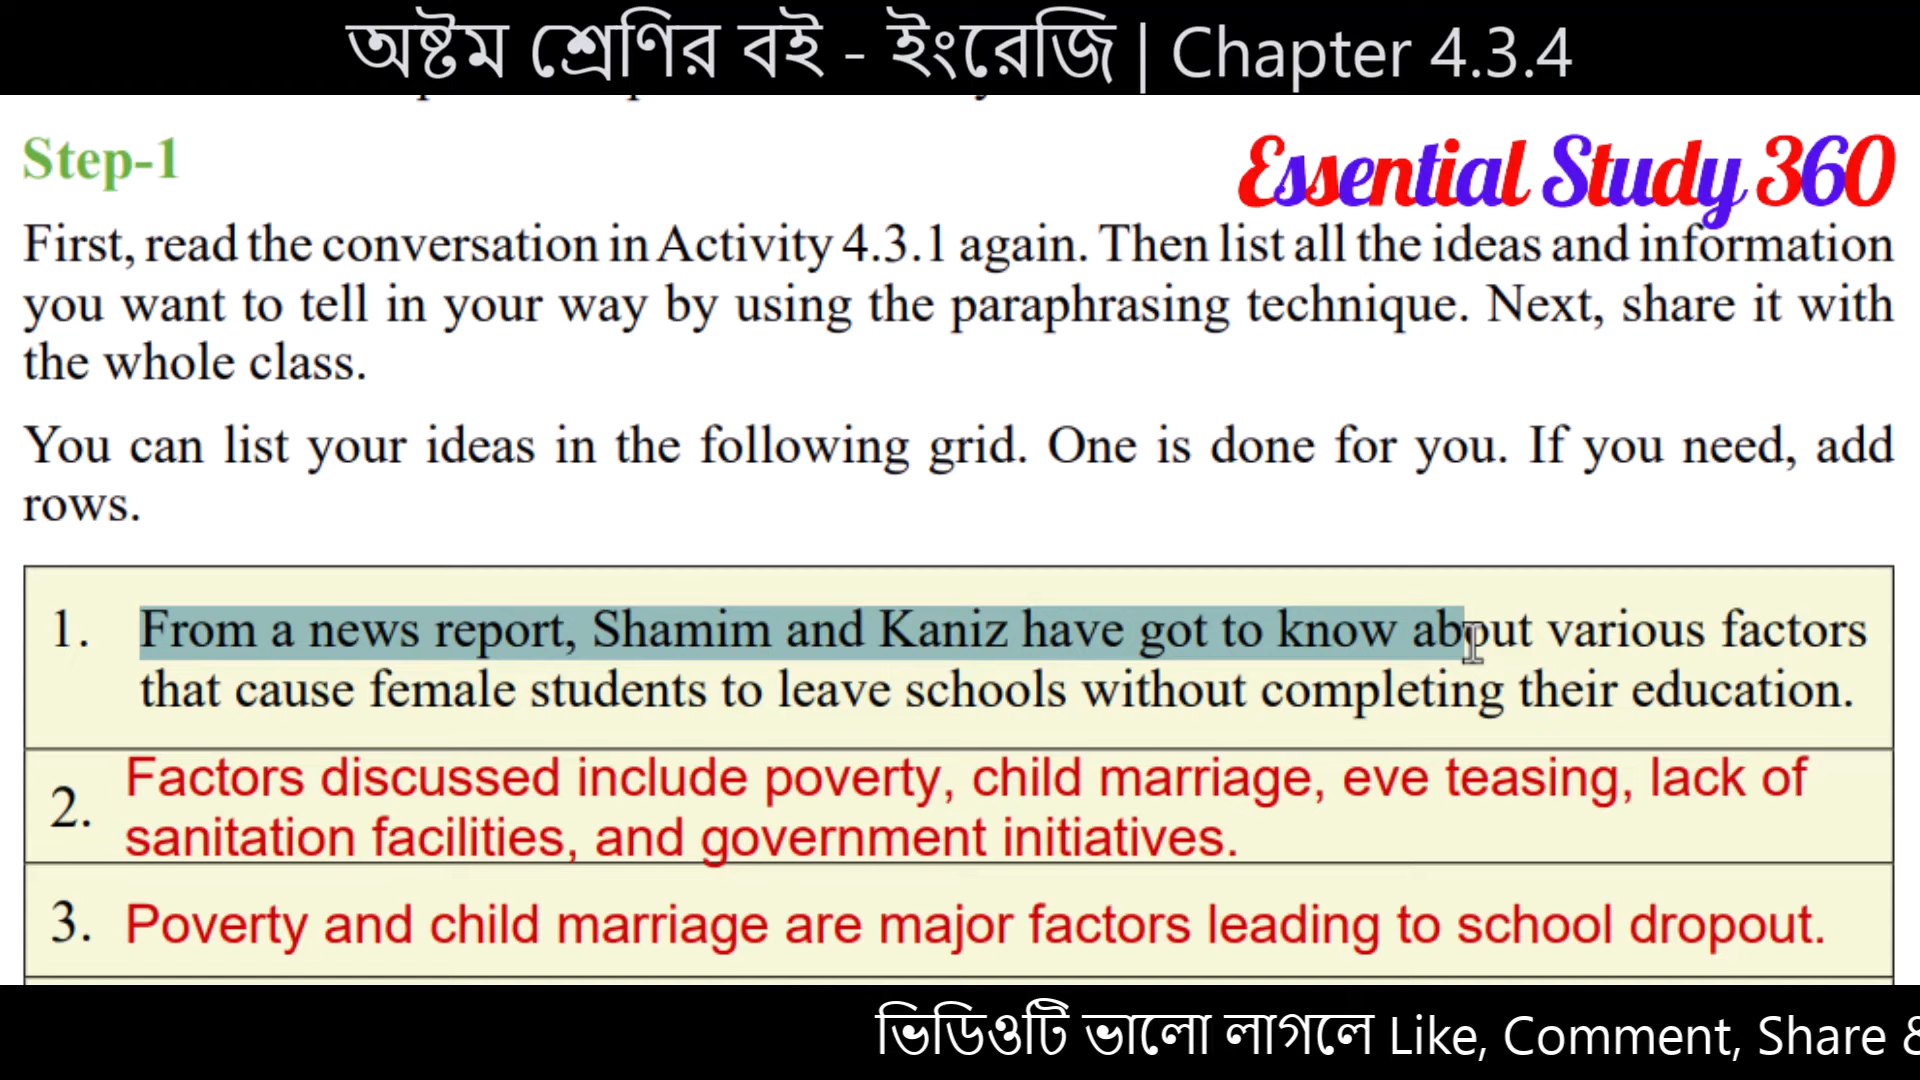 অষ্টম শ্রেণির বই - ইংরেজি | Chapter 4.3.4
Step-1
Essential Study 360
First, read the conversation in Activity 4.3.1 again. Then list all the ideas and information
you want to tell in your way by using the paraphrasing technique. Next, share it with
the whole class.
You can list your ideas in the following grid. One is done for you. If you need, add
rows.
1. From a news report, Shamim and Kaniz have got to know about various factors
that cause female students to leave schools without completing their education.
2. Factors discussed include poverty, child marriage, eve teasing, lack of
sanitation facilities, and government initiatives.
3. Poverty and child marriage are major factors leading to school dropout.
ভিডিওটি ভালো লাগলে Like, Comment, Share &